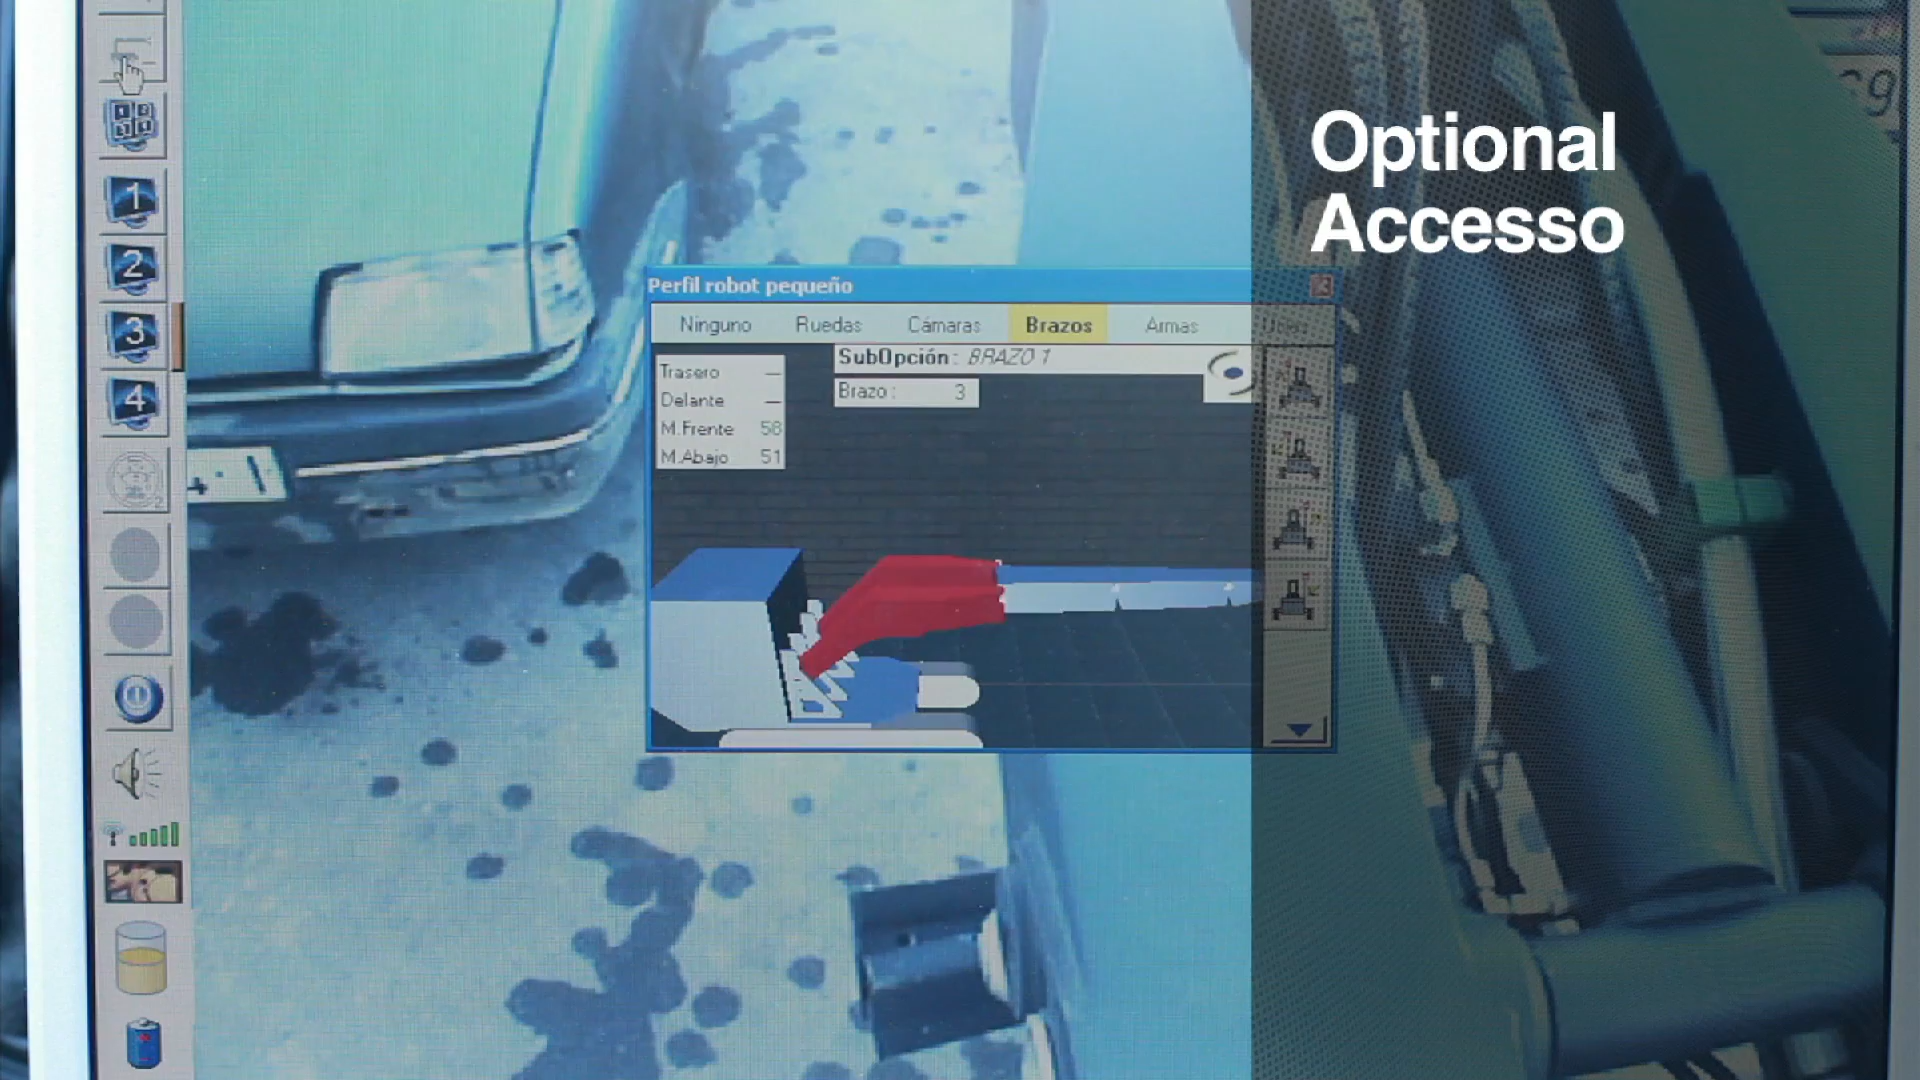 Optional
Accesso
1
2
3
4
Perfil robot pequeño
Ninguno Ruedas Cámaras Brazos Armas
SubOpción: BRAZO 1
Brazo: 3
Trasero —
Delante —
M.Frente 58
M.Abajo 51